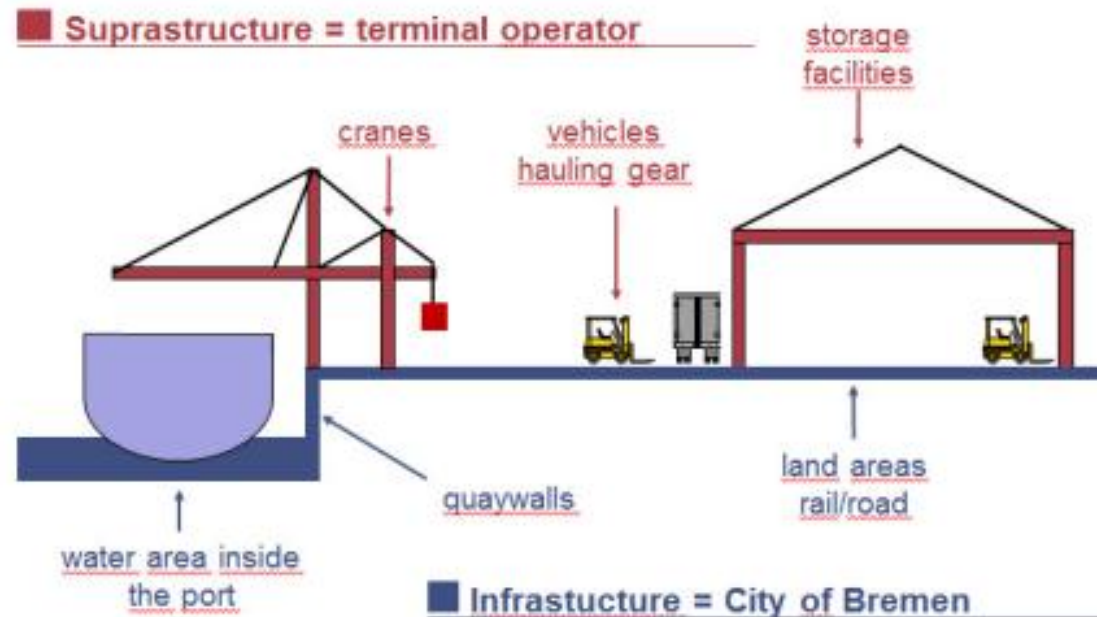 Suprastructure = terminal operator
storage
facilities
cranes
vehicles
hauling gear
quaywalls
land areas
rail/road
water area inside
the port
Infrastucture = City of Bremen